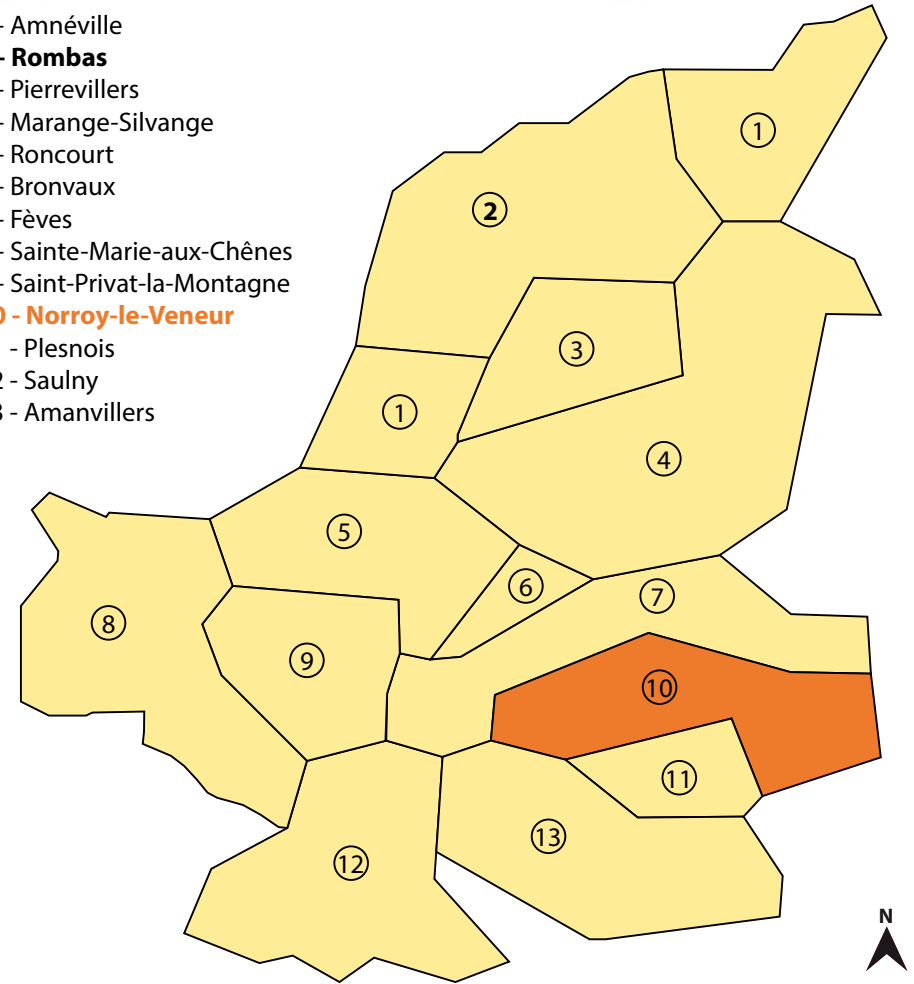 - Amnéville
- Rombas
- Pierrevillers
- Marange-Silvange
- Roncourt
- Bronvaux
- Fèves
- Sainte-Marie-aux-Chênes
- Saint-Privat-la-Montagne
0 - Norroy-le-Veneur
- Plesnois
2 - Saulny
3 - Amanvillers
1
2
3
1
4
5
6
7
8
9
10
11
13
12
N